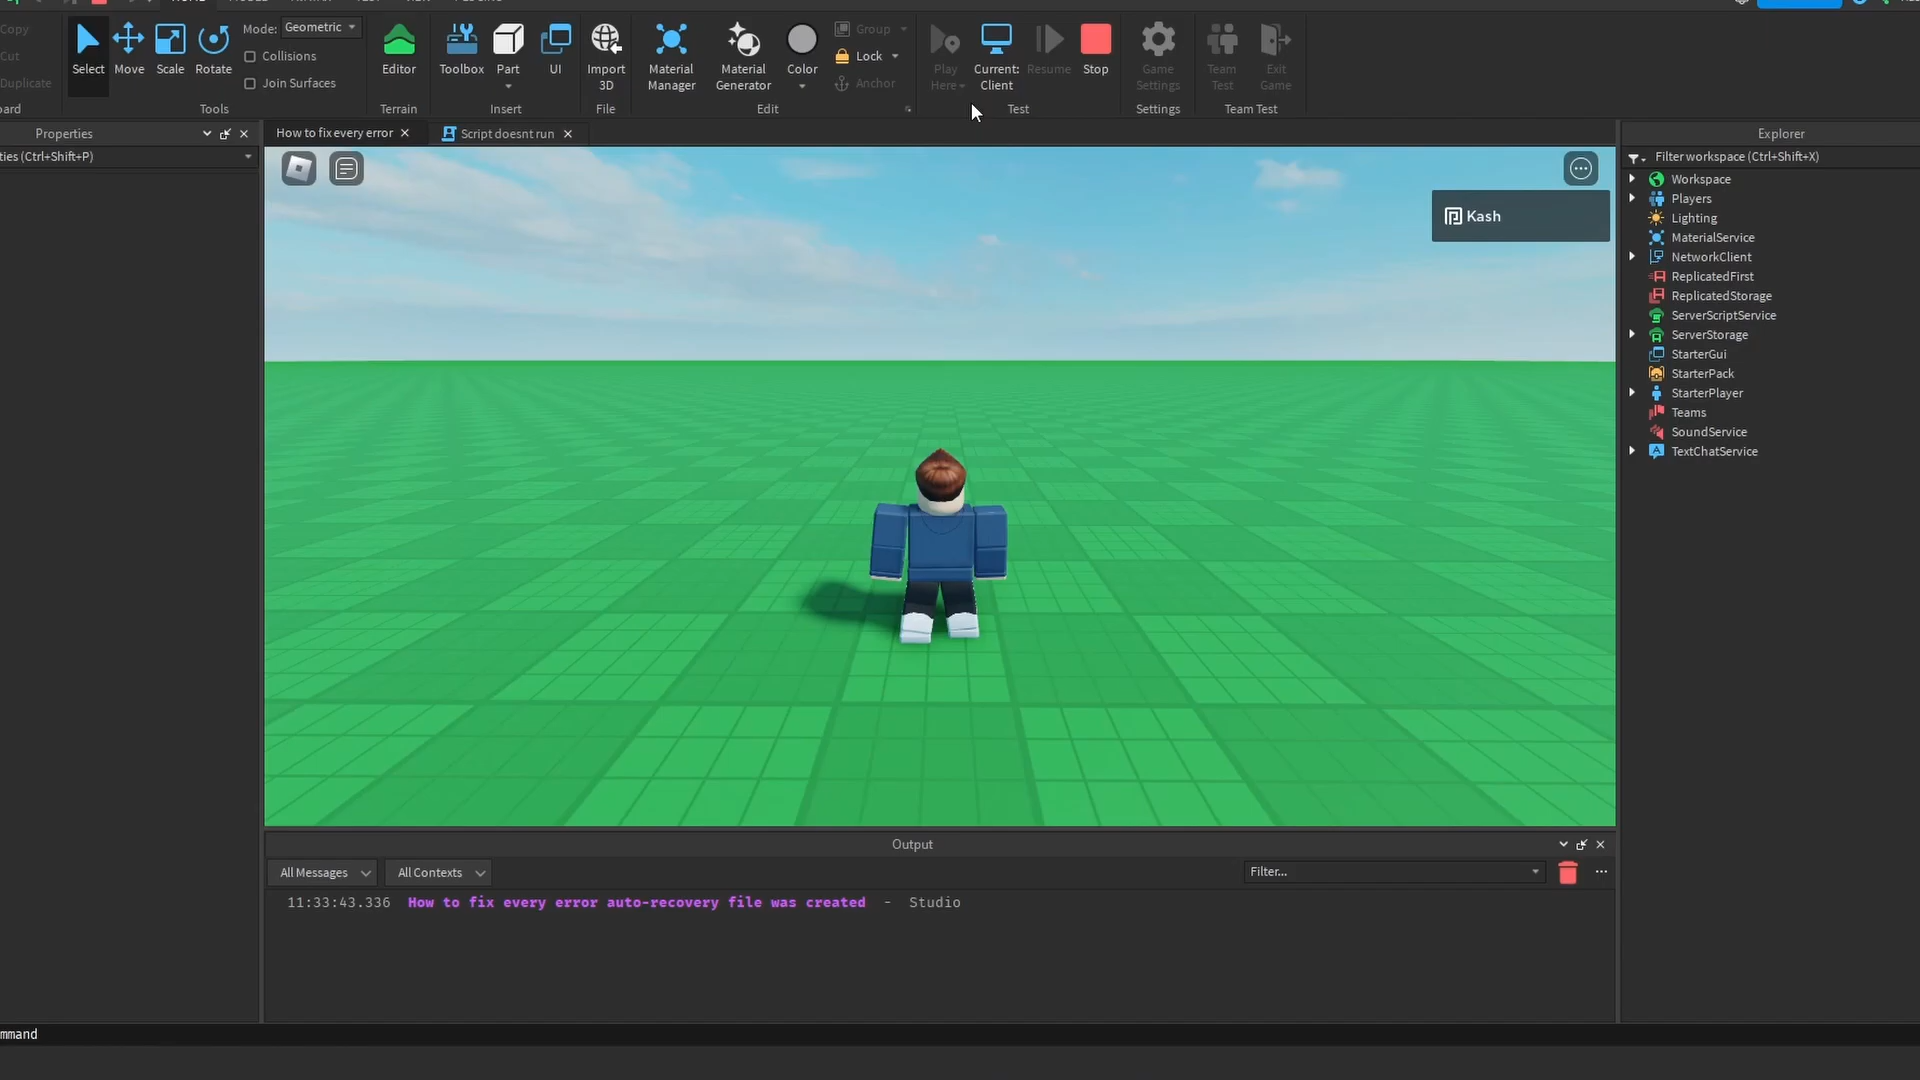 Copy
Cut
Duplicate
Select
Move
Scale
Rotate
Mode:
Geometric
Collisions
Join Surfaces
Tools
Editor
Terrain
Toolbox
Part
UI
Insert
Import
3D
File
Material
Manager
Material
Generator
Color
Group
Lock
Anchor
Edit
Play
Here
Current:
Client
Resume
Stop
Test
Game
Settings
Settings
Team
Test
Exit
Game
Team Test
Properties
ties (Ctrl+Shift+P)
How to fix every error
Script doesnt run
Kash
Explorer
Filter workspace (Ctrl+Shift+X)
Workspace
Players
Lighting
MaterialService
NetworkClient
ReplicatedFirst
ReplicatedStorage
ServerScriptService
ServerStorage
StarterGui
StarterPack
StarterPlayer
Teams
SoundService
TextChatService
Output
All Messages
All Contexts
Filter...
11:33:43.336 How to fix every error auto-recovery file was created - Studio
mmand